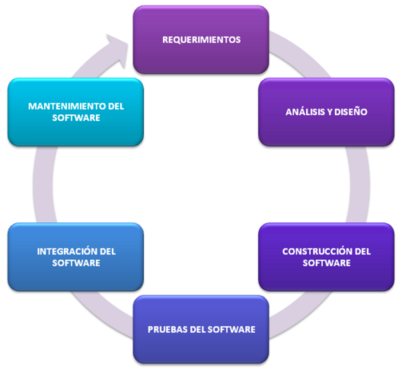 REQUERIMIENTOS
ANÁLISIS Y DISEÑO
CONSTRUCCIÓN DEL
SOFTWARE
PRUEBAS DEL SOFTWARE
INTEGRACIÓN DEL
SOFTWARE
MANTENIMIENTO DEL
SOFTWARE